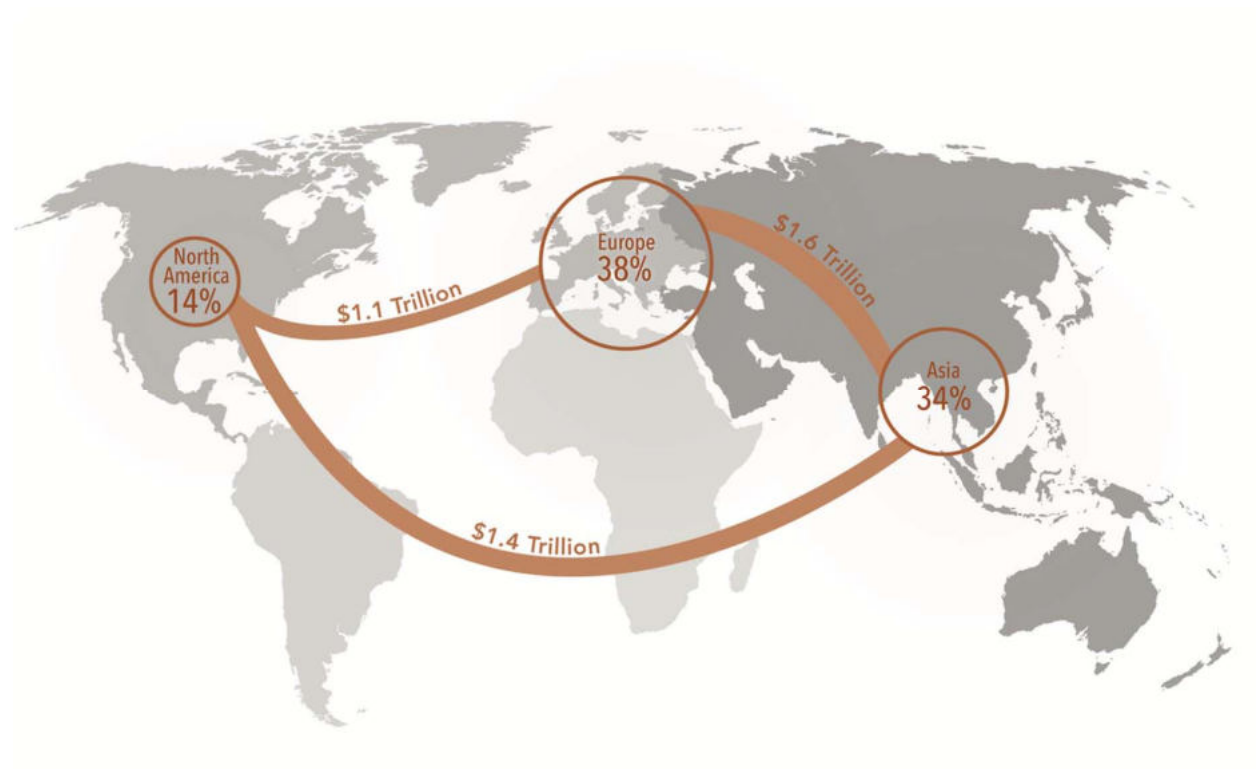 North
America
14%
$1.1 Trillion
Europe
38%
$1.6 Trillion
Asia
34%
$1.4 Trillion